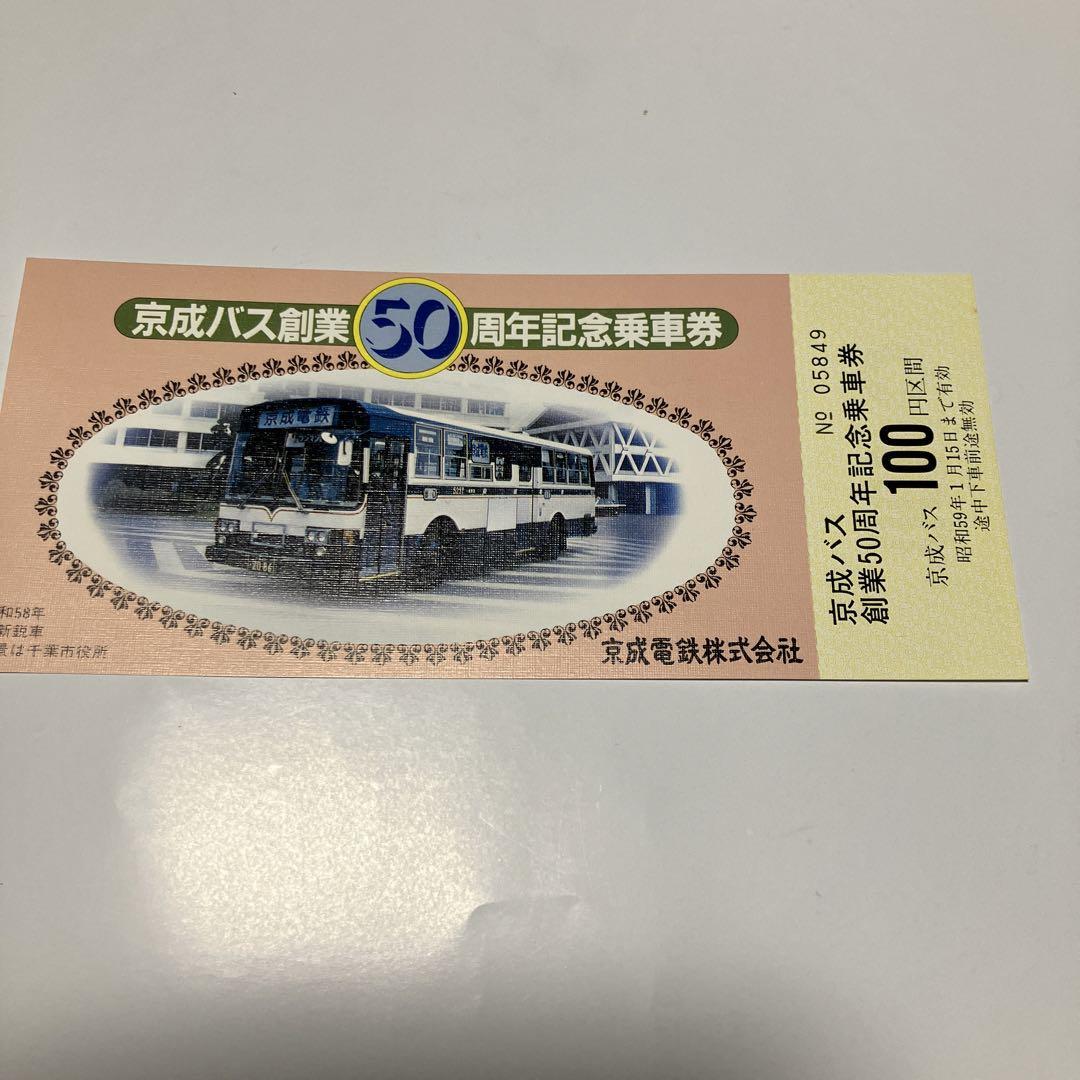 京成バス創業50周年記念乗車券
京成電鉄
和58年
新鋭車
景は千葉市役所
京成電鉄株式会社
№ 05849
京成バス
創業50周年記念乗車券
100円区間
京成バス
昭和59年1月15日まで有効
途中下車前途無効